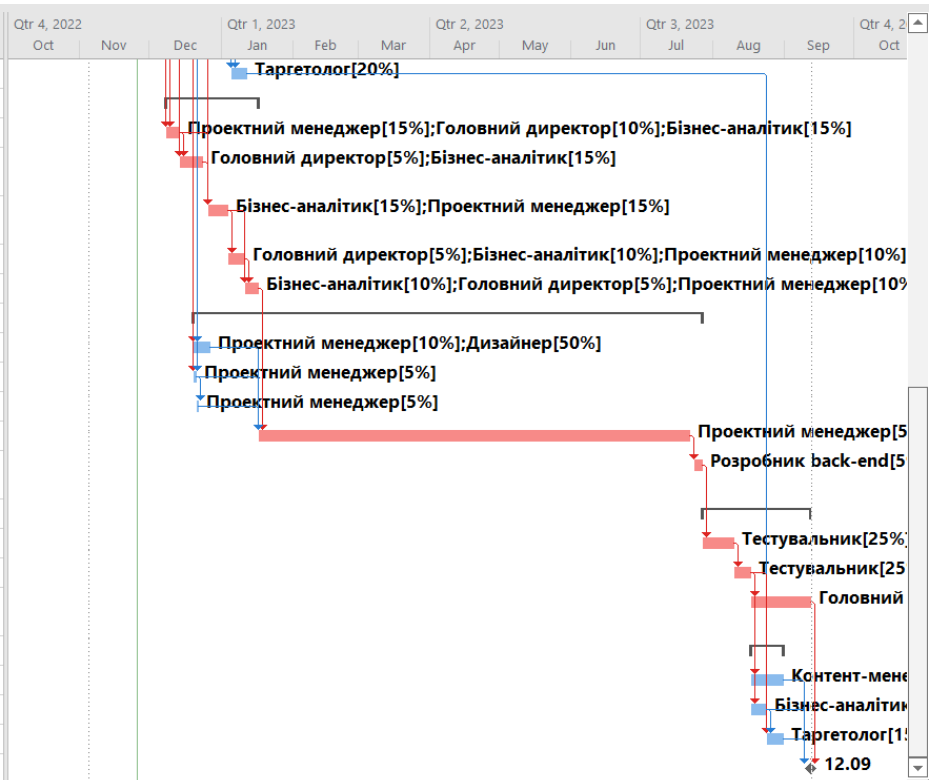 Qtr 4, 2022 Qtr 1, 2023 Qtr 2, 2023 Qtr 3, 2023 Qtr 4, 2
Oct Nov Dec Jan Feb Mar Apr May Jun Jul Aug Sep Oct
Таргетолог[20%]
Проектний менеджер[15%];Головний директор[10%];Бізнес-аналітик[15%]
Головний директор[5%];Бізнес-аналітик[15%]
Бізнес-аналітик[15%];Проектний менеджер[15%]
Головний директор[5%];Бізнес-аналітик[10%];Проектний менеджер[10%]
Бізнес-аналітик[10%];Головний директор[5%];Проектний менеджер[10%
Проектний менеджер[10%];Дизайнер[50%]
Проектний менеджер[5%]
Проектний менеджер[5%]
Проектний менеджер[5
Розробник back-end[5
Тестувальник[25%]
Тестувальник[25
Головний
Контент-мене
Бізнес-аналітик
Таргетолог[1
12.09